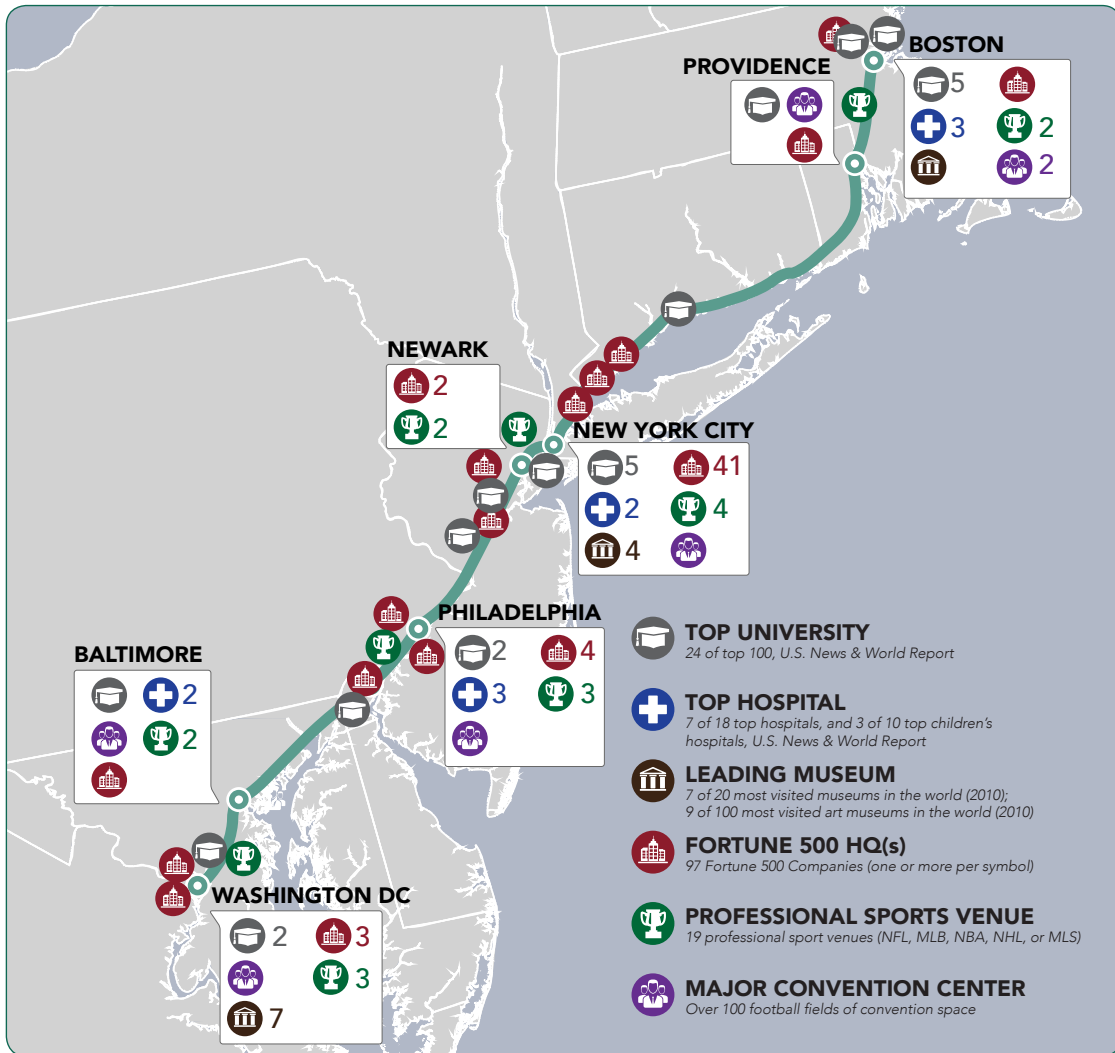 BOSTON
5
3
2
2
PROVIDENCE
NEWARK
2
2
NEW YORK CITY
5
41
2
4
4
PHILADELPHIA
2
4
3
3
BALTIMORE
2
2
WASHINGTON DC
2
3
3
7
TOP UNIVERSITY
24 of top 100, U.S. News & World Report
TOP HOSPITAL
7 of 18 top hospitals, and 3 of 10 top children's
hospitals, U.S. News & World Report
LEADING MUSEUM
7 of 20 most visited museums in the world (2010);
9 of 100 most visited art museums in the world (2010)
FORTUNE 500 HQ(s)
97 Fortune 500 Companies (one or more per symbol)
PROFESSIONAL SPORTS VENUE
19 professional sport venues (NFL, MLB, NBA, NHL, or MLS)
MAJOR CONVENTION CENTER
Over 100 football fields of convention space